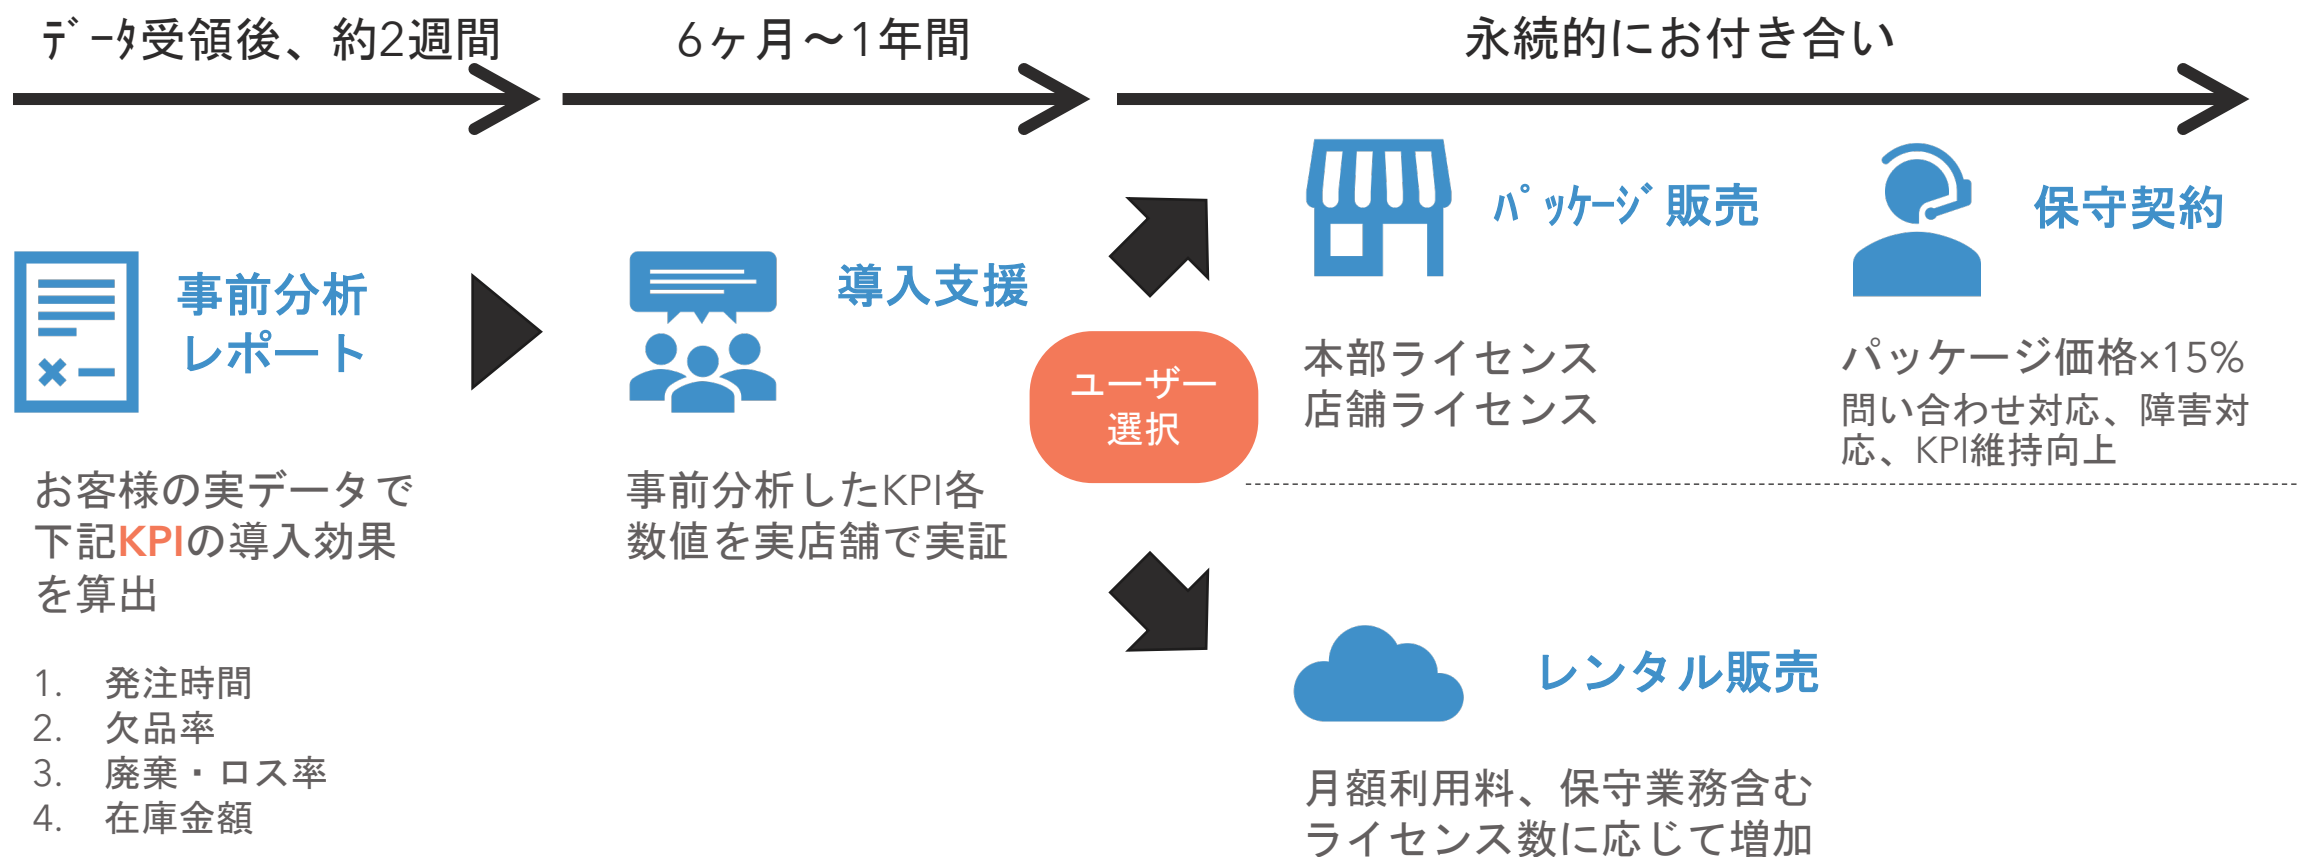 ﾃﾞｰﾀ受領後、約2週間
6ヶ月～1年間
永続的にお付き合い
事前分析
レポート
お客様の実データで
下記KPIの導入効果
を算出
1. 発注時間
2. 欠品率
3. 廃棄・ロス率
4. 在庫金額
導入支援
事前分析したKPI各
数値を実店舗で実証
ユーザー
選択
ﾊﾟｯｹｰｼﾞ販売
本部ライセンス
店舗ライセンス
保守契約
パッケージ価格×15%
問い合わせ対応、障害対
応、KPI維持向上
レンタル販売
月額利用料、保守業務含む
ライセンス数に応じて増加